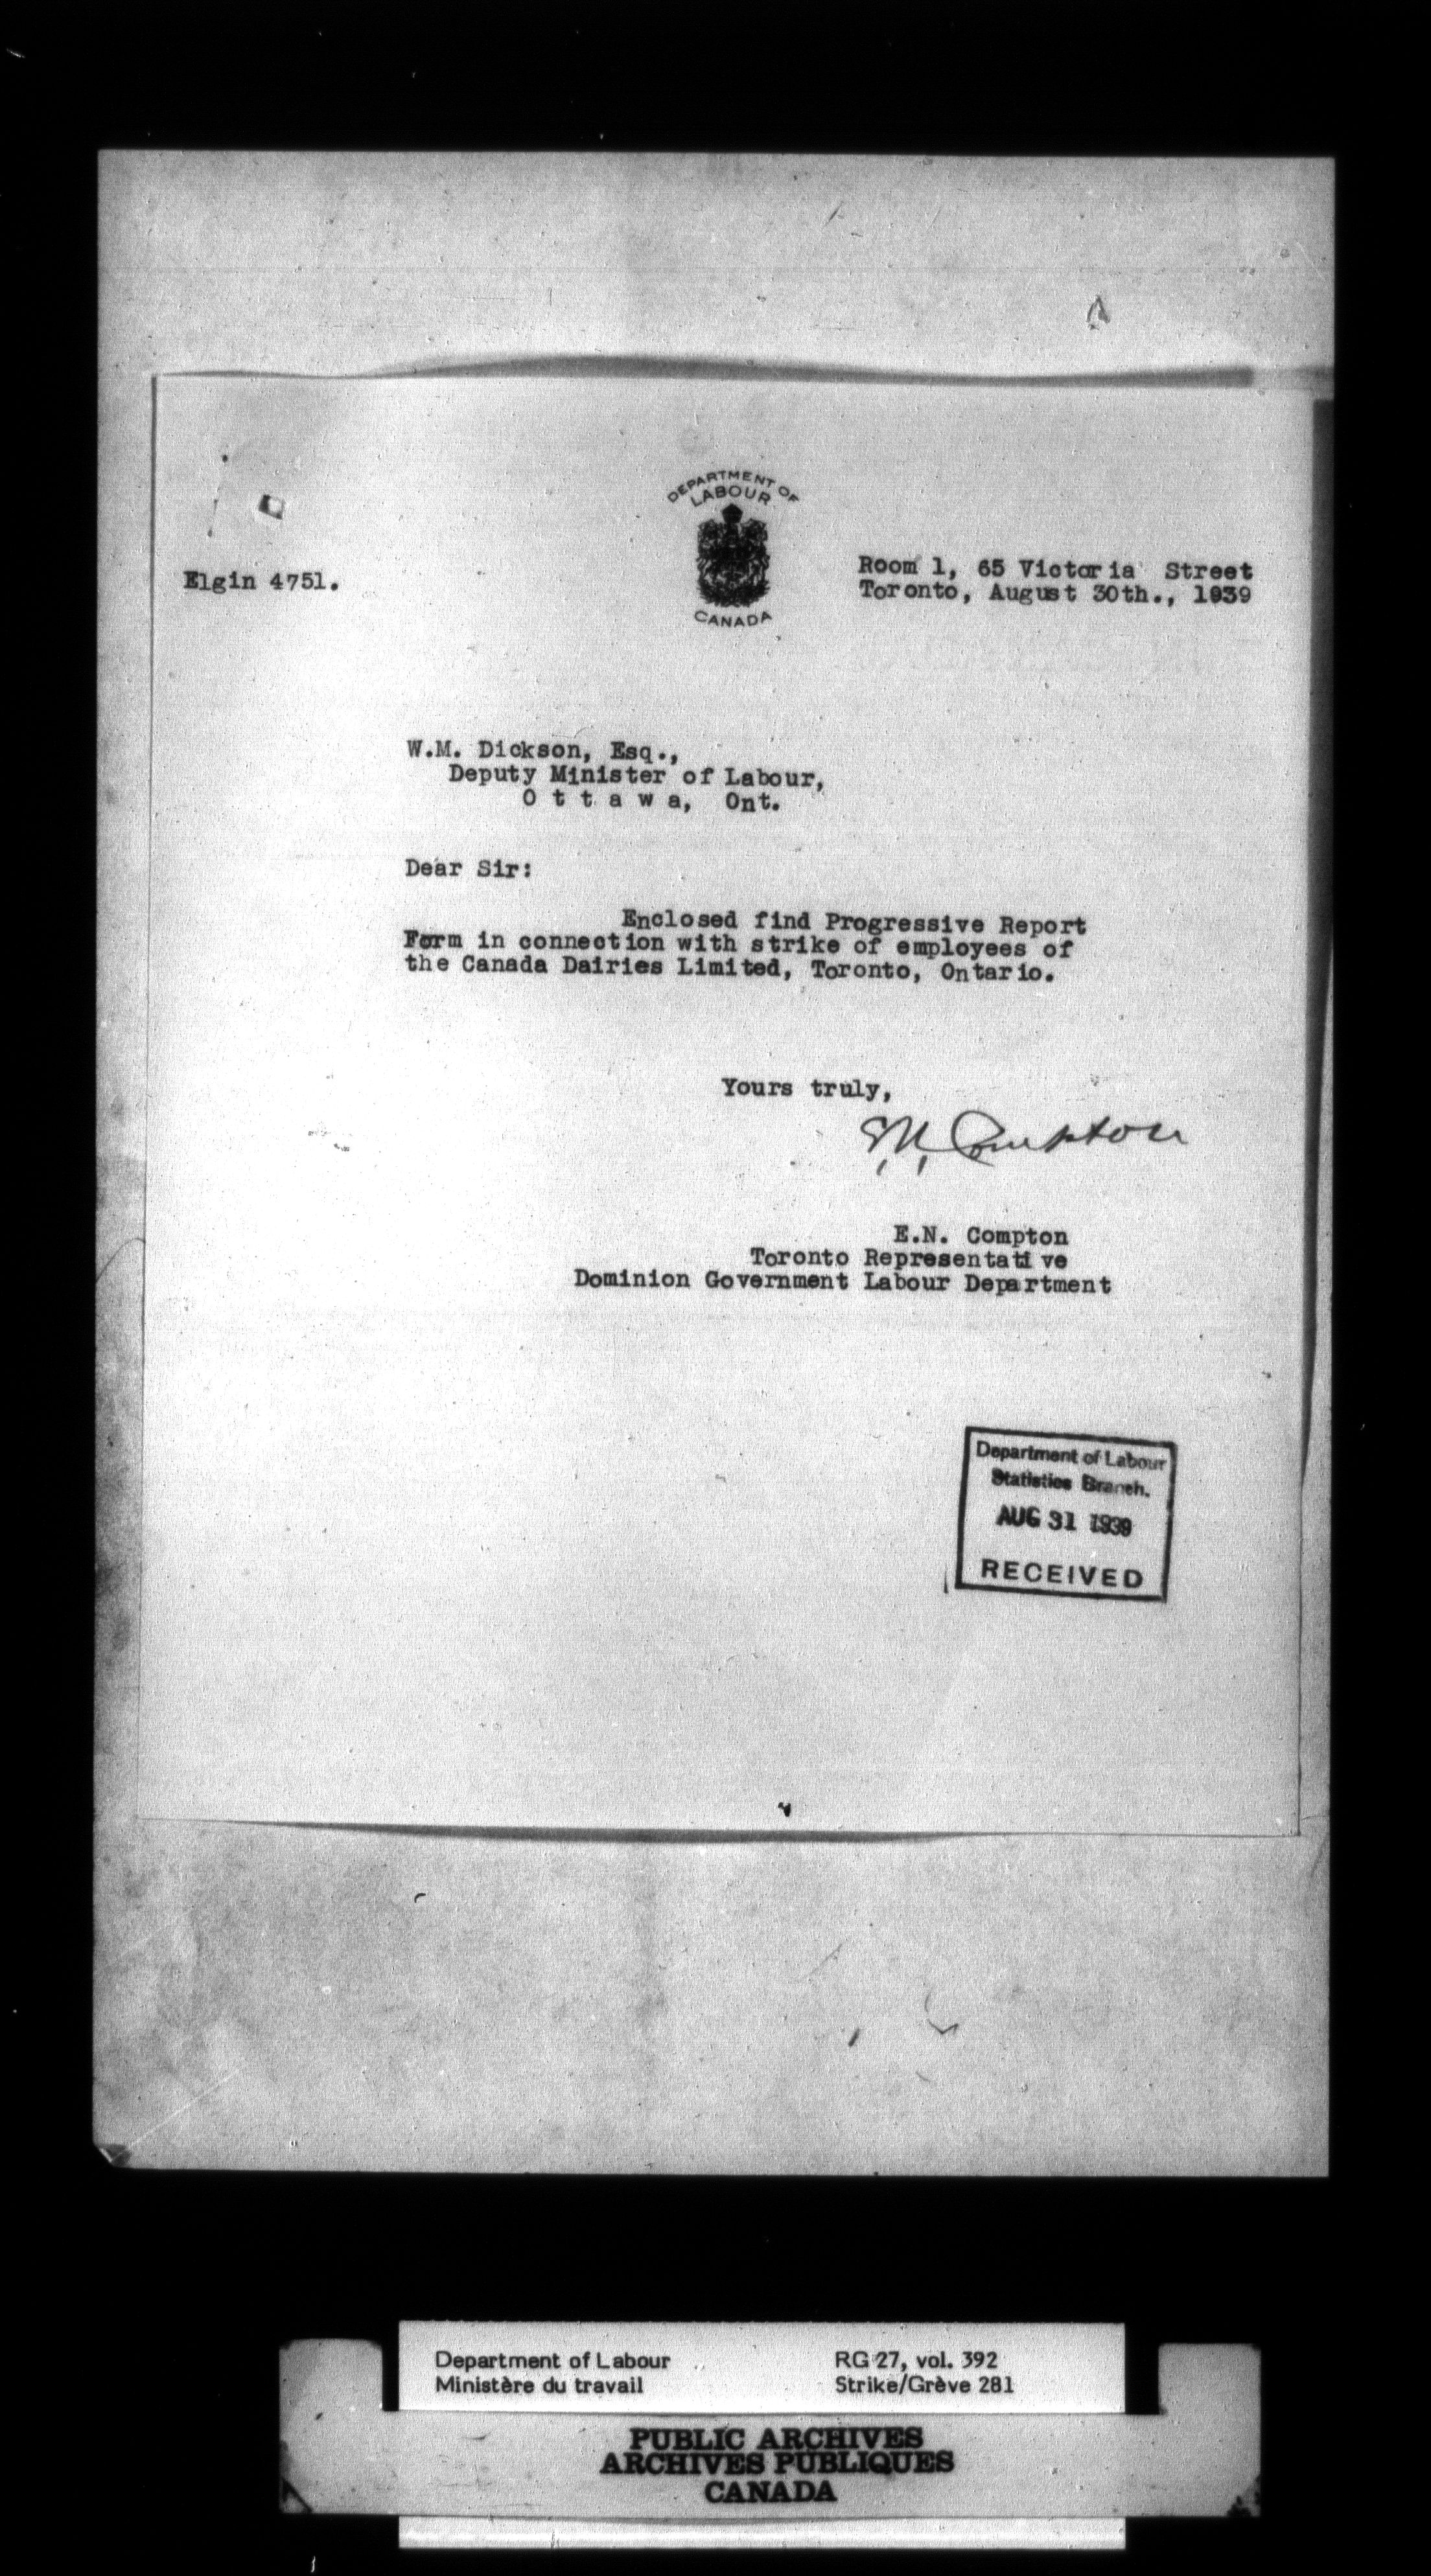 DEPARTMENT OF
LABOUR
CANADA
Elgin 4751.
Room 1, 65 Victoria Street
Toronto, August 30th., 1939
W.M. Dickson, Esq.,
Deputy Minister of Labour,
O t t a w a, Ont.
Dear Sir:
Enclosed find Progressive Report
Form in connection with strike of employees of
the Canada Dairies Limited, Toronto, Ontario.
Yours truly,
E.N. Compton
E.N. Compton
Toronto Representative
Dominion Government Labour Department
Department of Labour
Statistics Branch.
AUG 31 1939
RECEIVED
Department of Labour
Ministère du travail
RG 27, vol. 392
Strike/Grève 281
PUBLIC ARCHIVES
ARCHIVES PUBLIQUES
CANADA